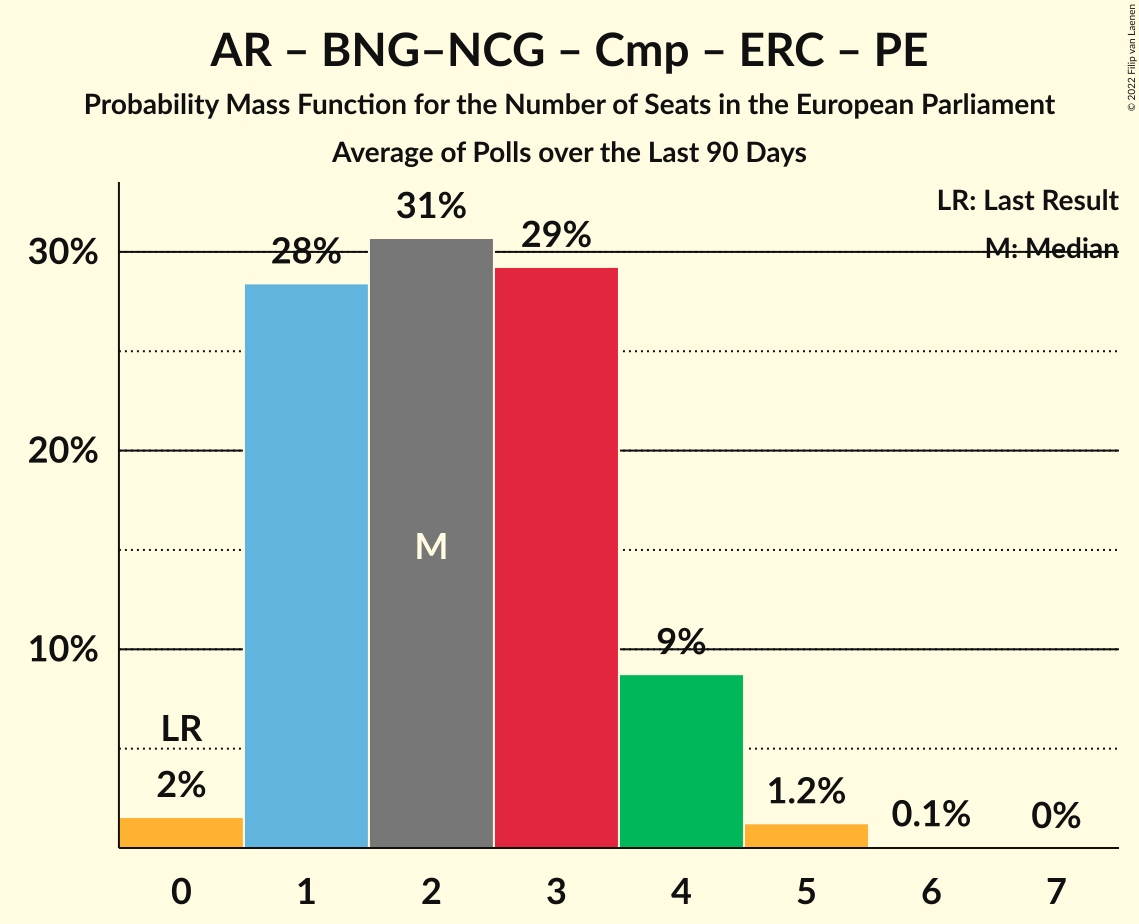 AR – BNG–NCG – Cmp – ERC – PE
Probability Mass Function for the Number of Seats in the European Parliament
Average of Polls over the Last 90 Days
© 2022 Filip van Laenen
LR: Last Result
M: Median
30%
20%
10%
LR
2%
28%
31%
M
29%
9%
1.2%
0.1%
0%
0 1 2 3 4 5 6 7